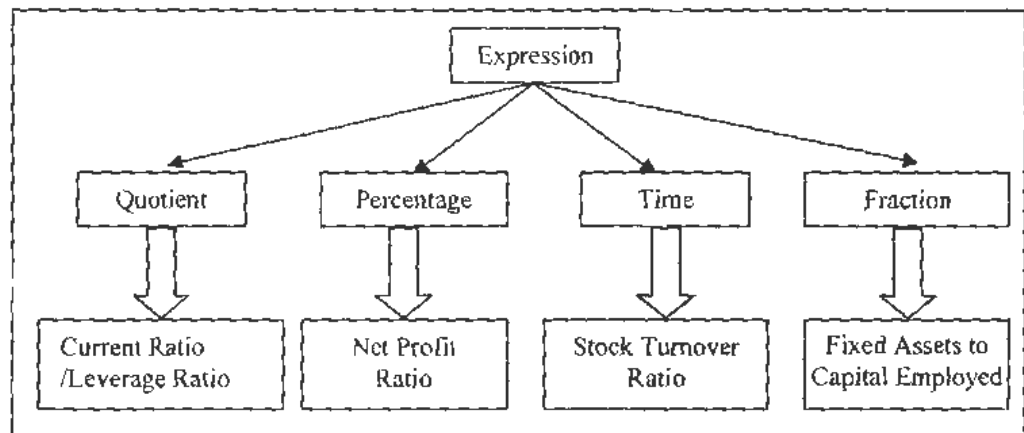 Expression
Quotient
Percentage
Time
Fraction
Current Ratio
/Leverage Ratio
Net Profit
Ratio
Stock Turnover
Ratio
Fixed Assets to
Capital Employed